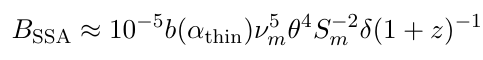 $B_{\mathrm{SSA}} \approx 10^{-5} b(\alpha_{\mathrm{thin}}) \nu_m^5 \theta^4 S_m^{-2} \delta (1+z)^{-1}$